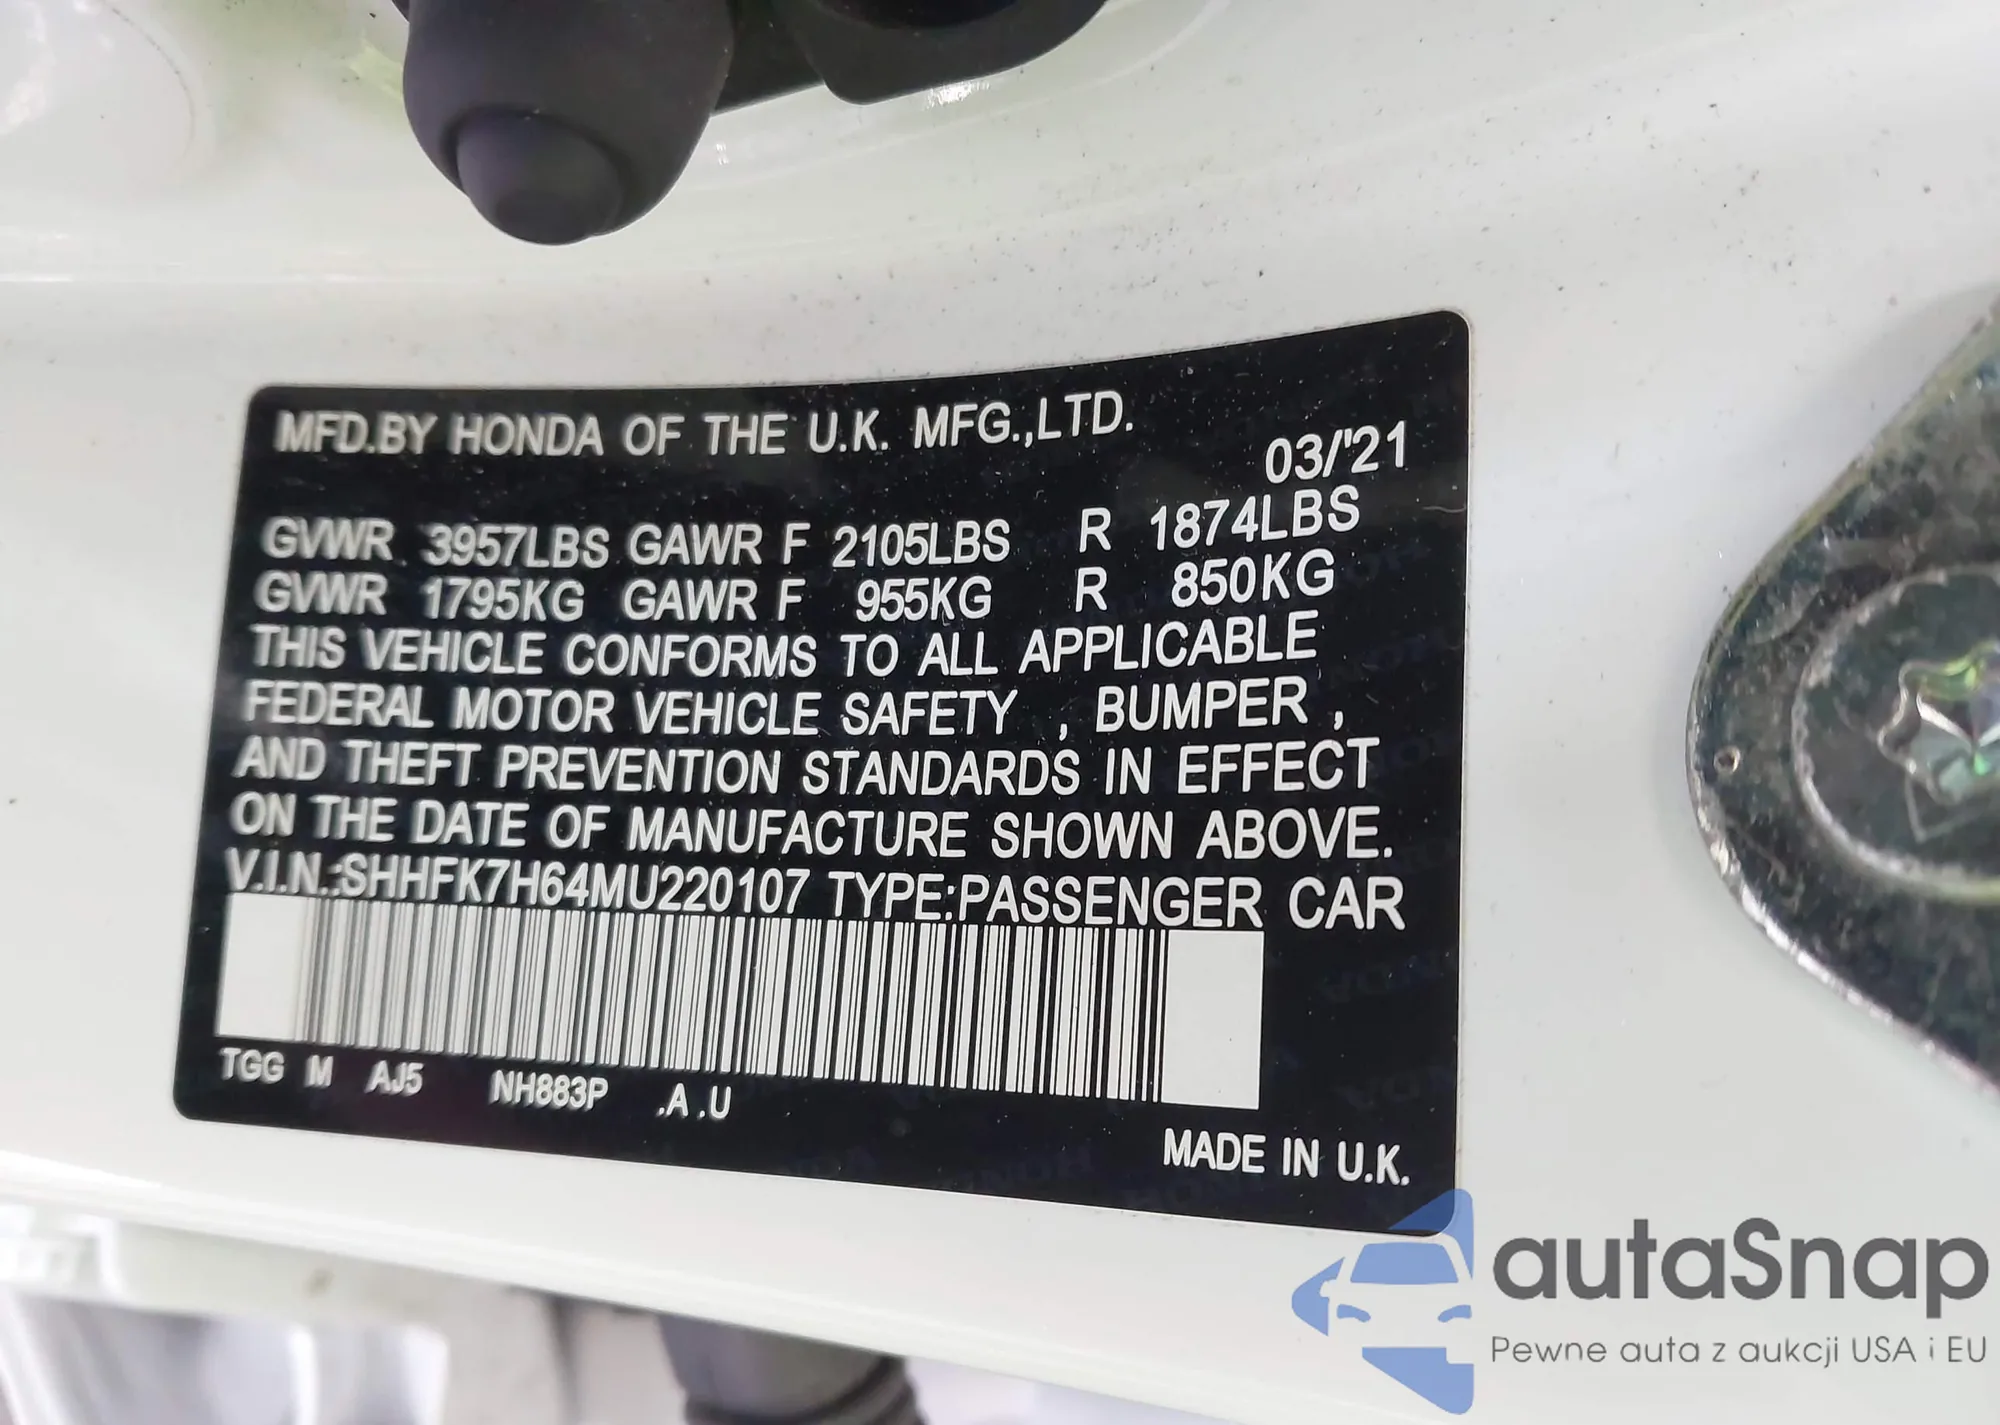 MFD.BY HONDA OF THE U.K. MFG.,LTD.
03/'21
GVWR 3957LBS GAWR F 2105LBS R 1874LBS
GVWR 1795KG GAWR F 955KG R 850KG
THIS VEHICLE CONFORMS TO ALL APPLICABLE
FEDERAL MOTOR VEHICLE SAFETY , BUMPER ,
AND THEFT PREVENTION STANDARDS IN EFFECT
ON THE DATE OF MANUFACTURE SHOWN ABOVE.
V.I.N.:SHHFK7H64MU220107 TYPE:PASSENGER CAR
TGG M AJ5 NH883P .A .U
MADE IN U.K.
autaSnap
Pewne auta z aukcji USA i EU